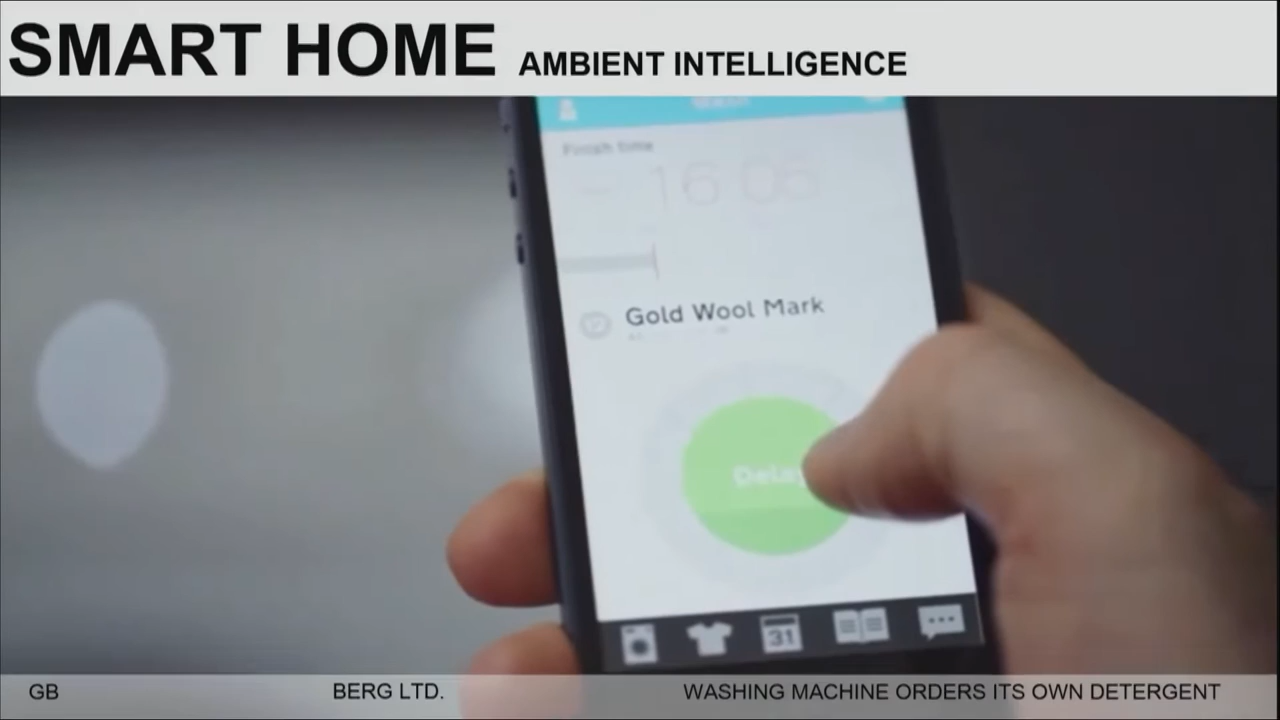 SMART HOME AMBIENT INTELLIGENCE
Finish time
16 05
Gold Wool Mark
Delay
31
GB BERG LTD. WASHING MACHINE ORDERS ITS OWN DETERGENT